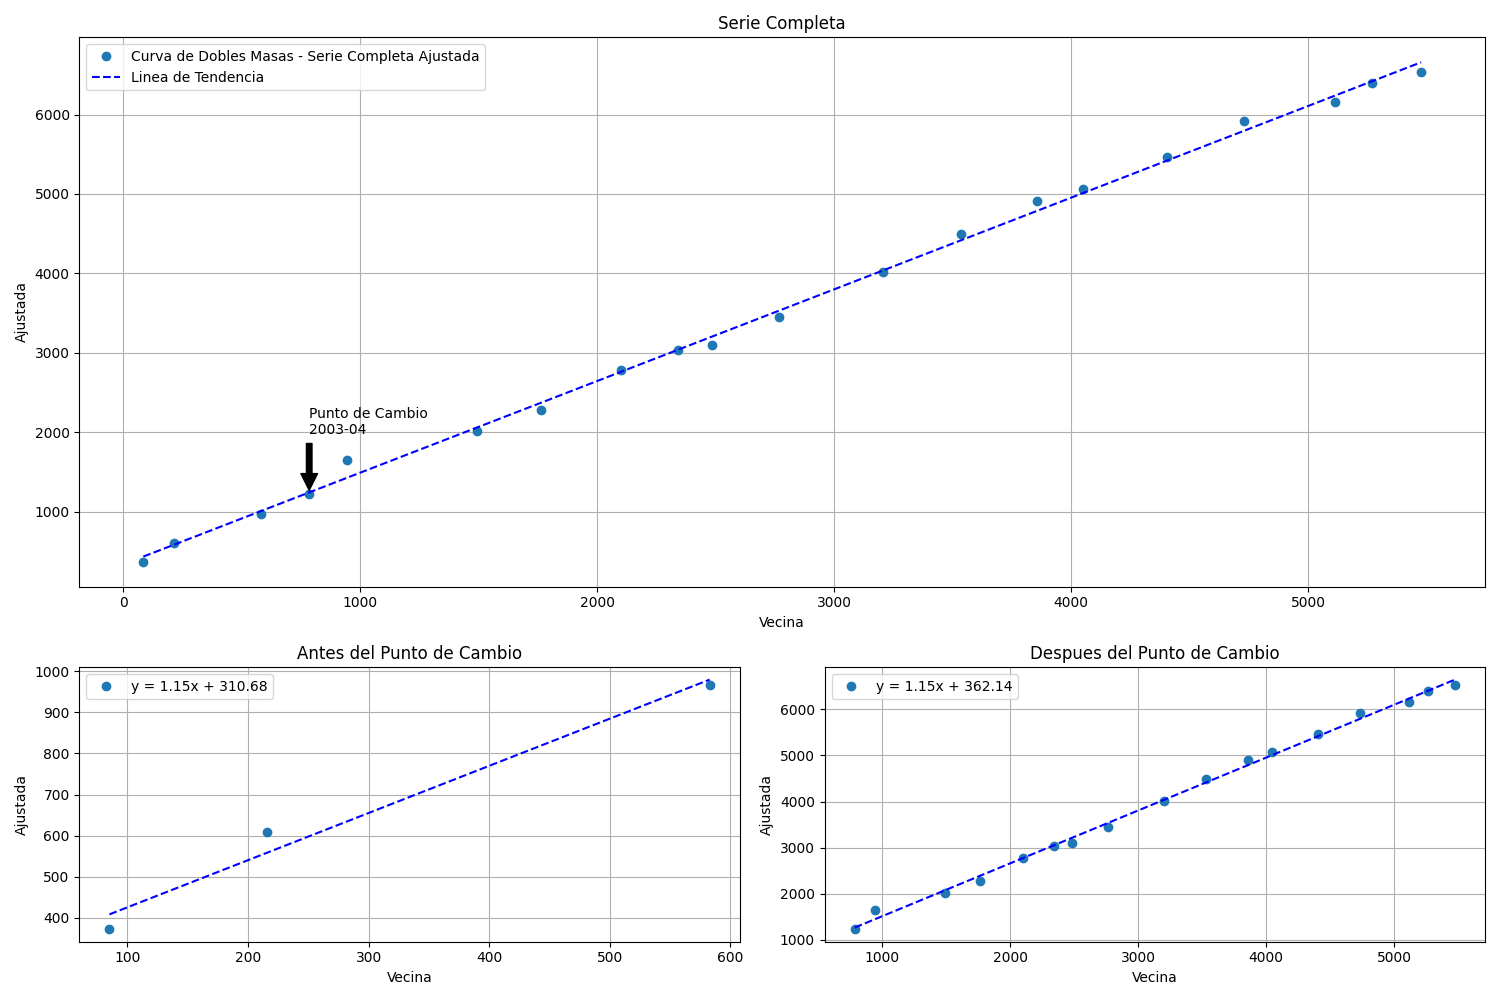 Serie Completa
Curva de Dobles Masas - Serie Completa Ajustada
Linea de Tendencia
6000
5000
4000
3000
2000
1000
Ajustada
Punto de Cambio
2003-04
0
1000
2000
3000
4000
5000
Vecina
Antes del Punto de Cambio
y = 1.15x + 310.68
1000
900
800
700
600
500
400
Ajustada
100
200
300
400
500
600
Vecina
Despues del Punto de Cambio
y = 1.15x + 362.14
6000
5000
4000
3000
2000
1000
Ajustada
1000
2000
3000
4000
5000
Vecina